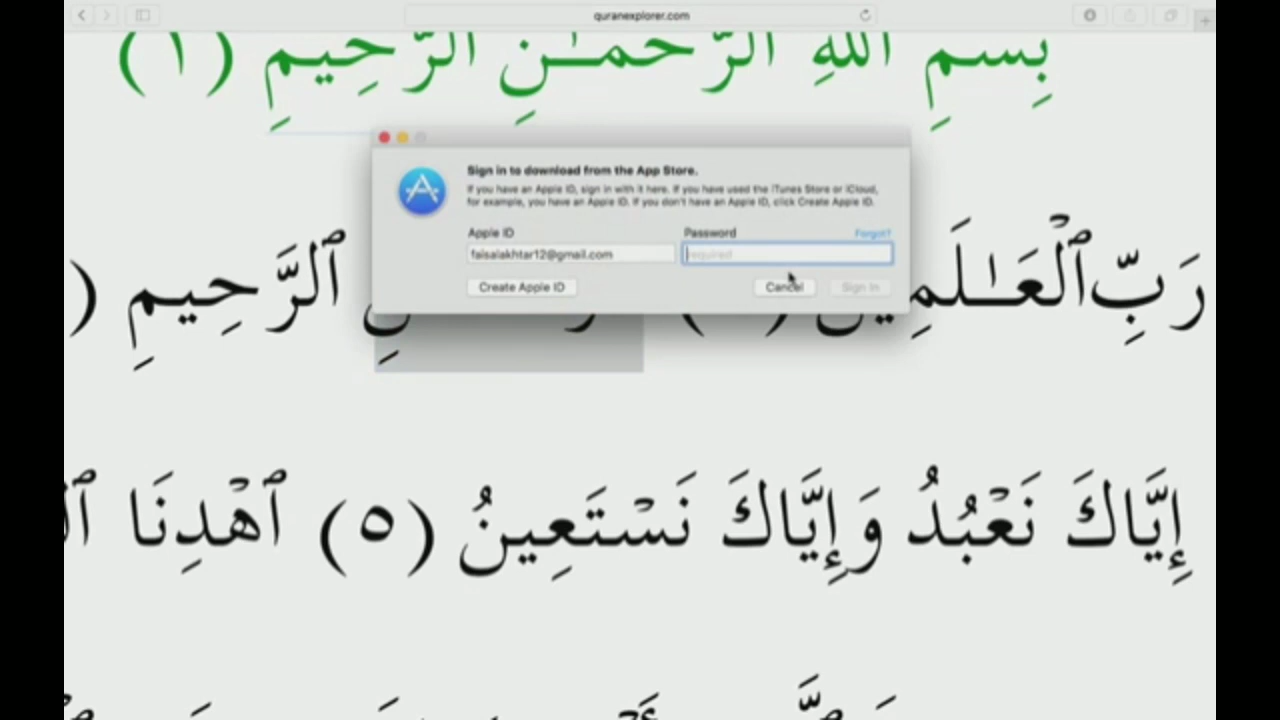 quranexplorer.com
بِسمِ اللهِ الرَّحمـٰنِ الرَّحِيمِ (١)
Sign in to download from the App Store.
If you have an Apple ID, sign in with it here. If you have used the iTunes Store or iCloud,
for example, you have an Apple ID. If you don't have an Apple ID, click Create Apple ID.
Apple ID
Password
Forgot?
faisalakhtar12@gmail.com
required
Create Apple ID
Cancel
Sign In
رَبِّ ٱلْعَـٰلَمِينَ
ٱلرَّحِيمِ (
إِيَّاكَ نَعْبُدُ وَإِيَّاكَ نَسْتَعِينُ (٥) ٱهْدِنَا